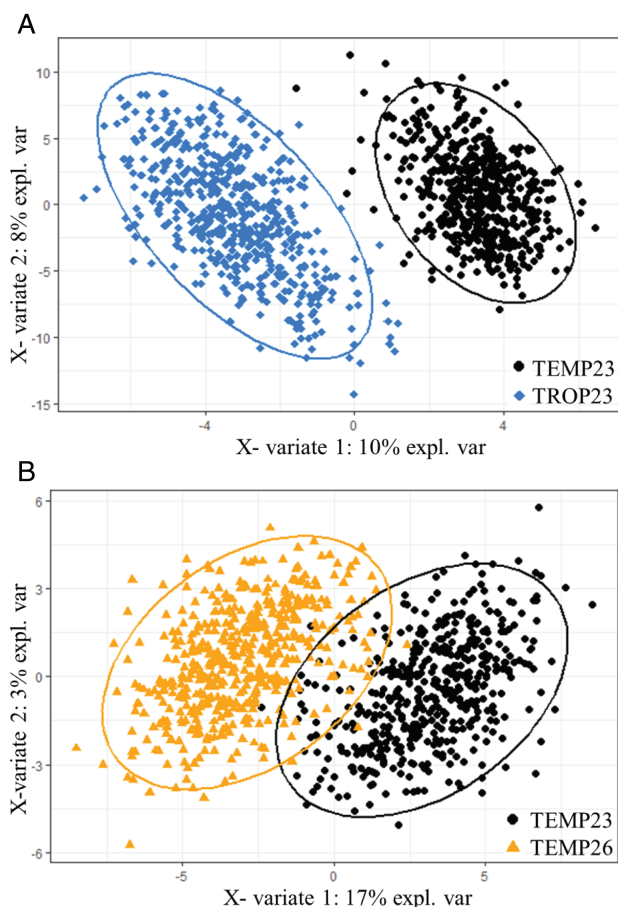 A
10
5
0
-5
-10
-15
X- variate 2: 8% expl. var
TEMP23
TROP23
-4
0
4
X- variate 1: 10% expl. var
B
6
3
0
-3
-6
X-variate 2: 3% expl. var
TEMP23
TEMP26
-5
0
5
X- variate 1: 17% expl. var